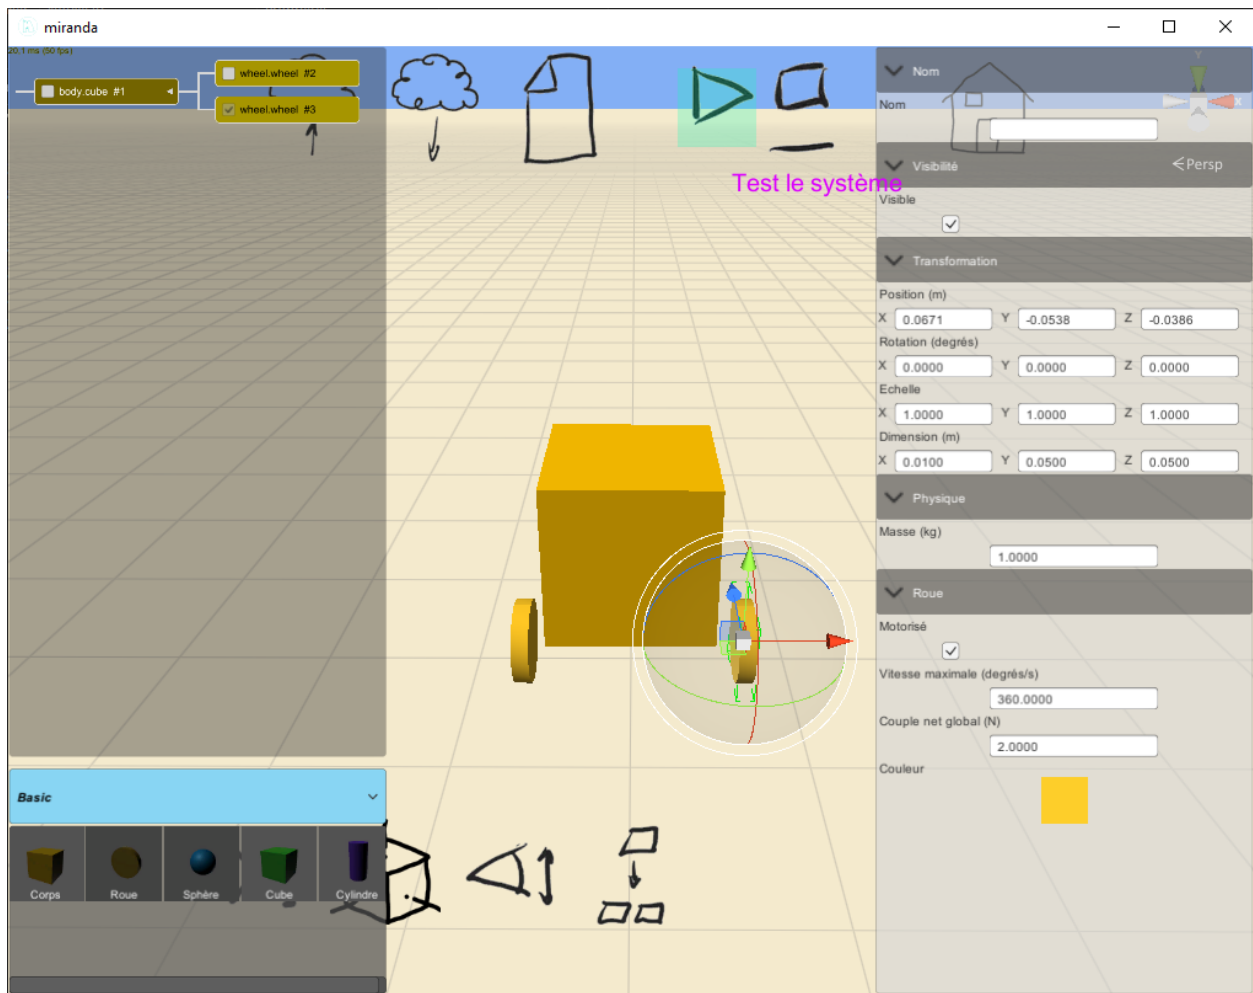 miranda
20.1 ms (50 fps)
body.cube #1
wheel.wheel #2
wheel.wheel #3
Test le système
Y
X
Persp
Nom
Nom
Visibilité
Visible
Transformation
Position (m)
X 0.0671 Y -0.0538 Z -0.0386
Rotation (degrés)
X 0.0000 Y 0.0000 Z 0.0000
Echelle
X 1.0000 Y 1.0000 Z 1.0000
Dimension (m)
X 0.0100 Y 0.0500 Z 0.0500
Physique
Masse (kg)
1.0000
Roue
Motorisé
Vitesse maximale (degrés/s)
360.0000
Couple net global (N)
2.0000
Couleur
Basic
Corps Roue Sphère Cube Cylindre